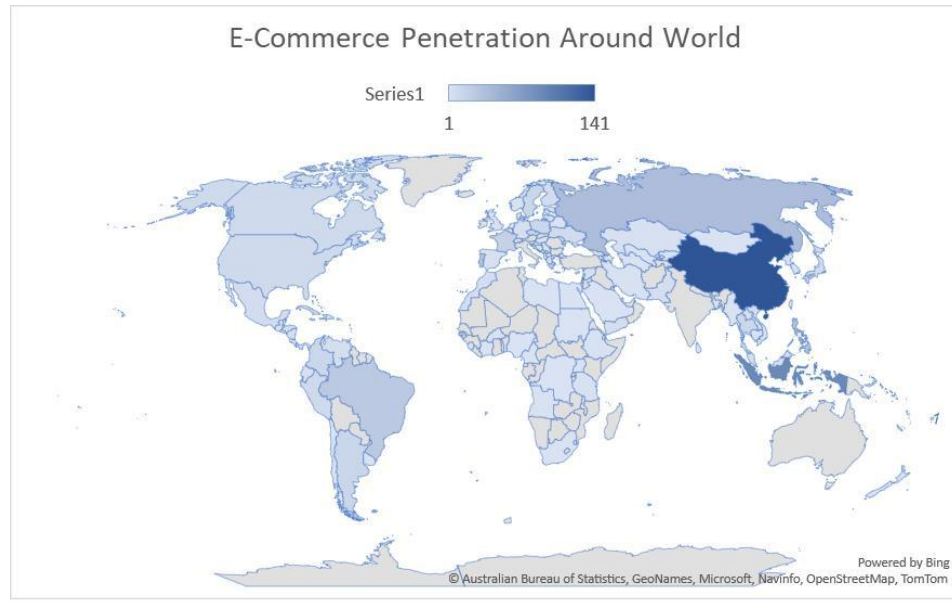 E-Commerce Penetration Around World
Series1
1 141
Powered by Bing
© Australian Bureau of Statistics, GeoNames, Microsoft, Navinfo, OpenStreetMap, TomTom